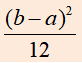 (b – a)²
12